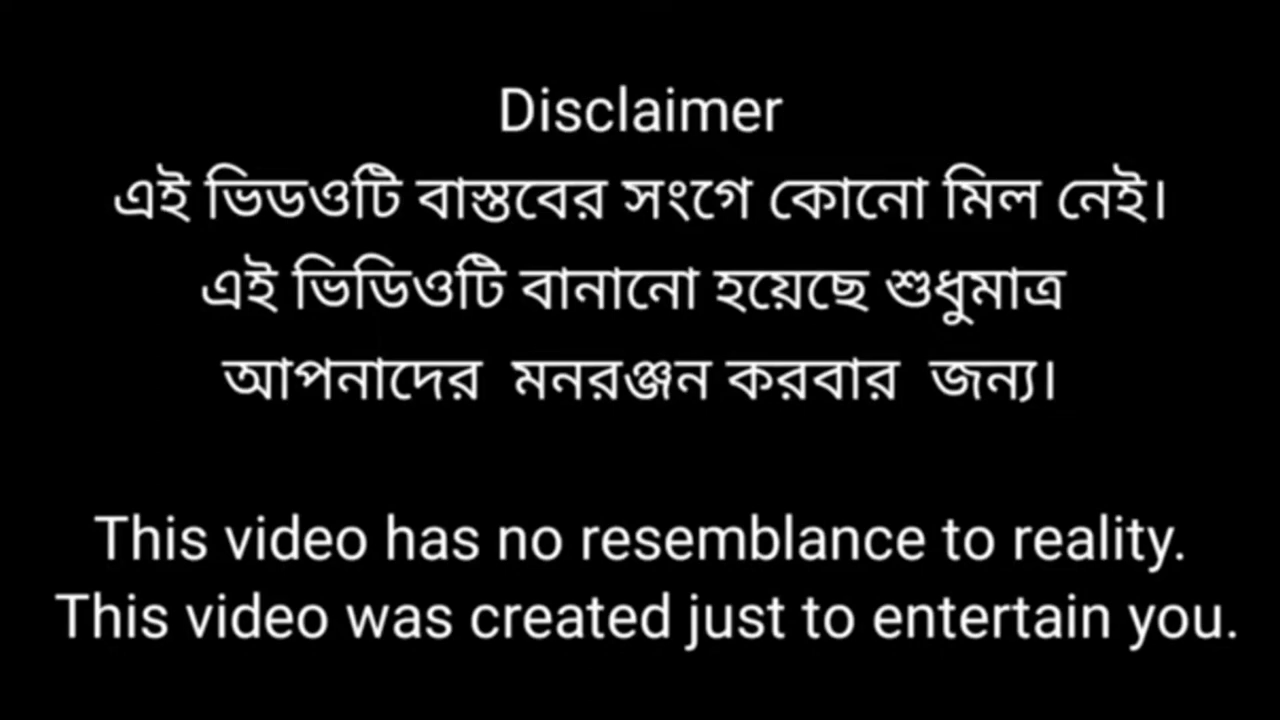 Disclaimer
এই ভিডওটি বাস্তবের সংগে কোনো মিল নেই।
এই ভিডিওটি বানানো হয়েছে শুধুমাত্র
আপনাদের মনরঞ্জন করবার জন্য।
This video has no resemblance to reality.
This video was created just to entertain you.